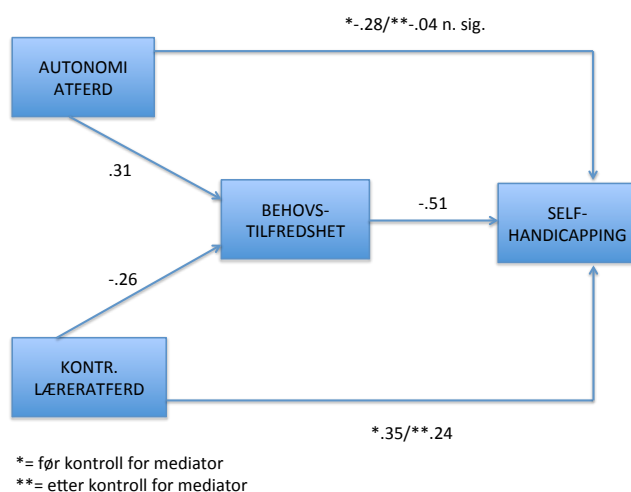 *-.28/**-.04 n. sig.
AUTONOMI
ATFERD
.31
BEHOVS-
TILFREDSHET
-.51
SELF-
HANDICAPPING
-.26
KONTR.
LÆRERATFERD
*.35/**.24
*= før kontroll for mediator
**= etter kontroll for mediator